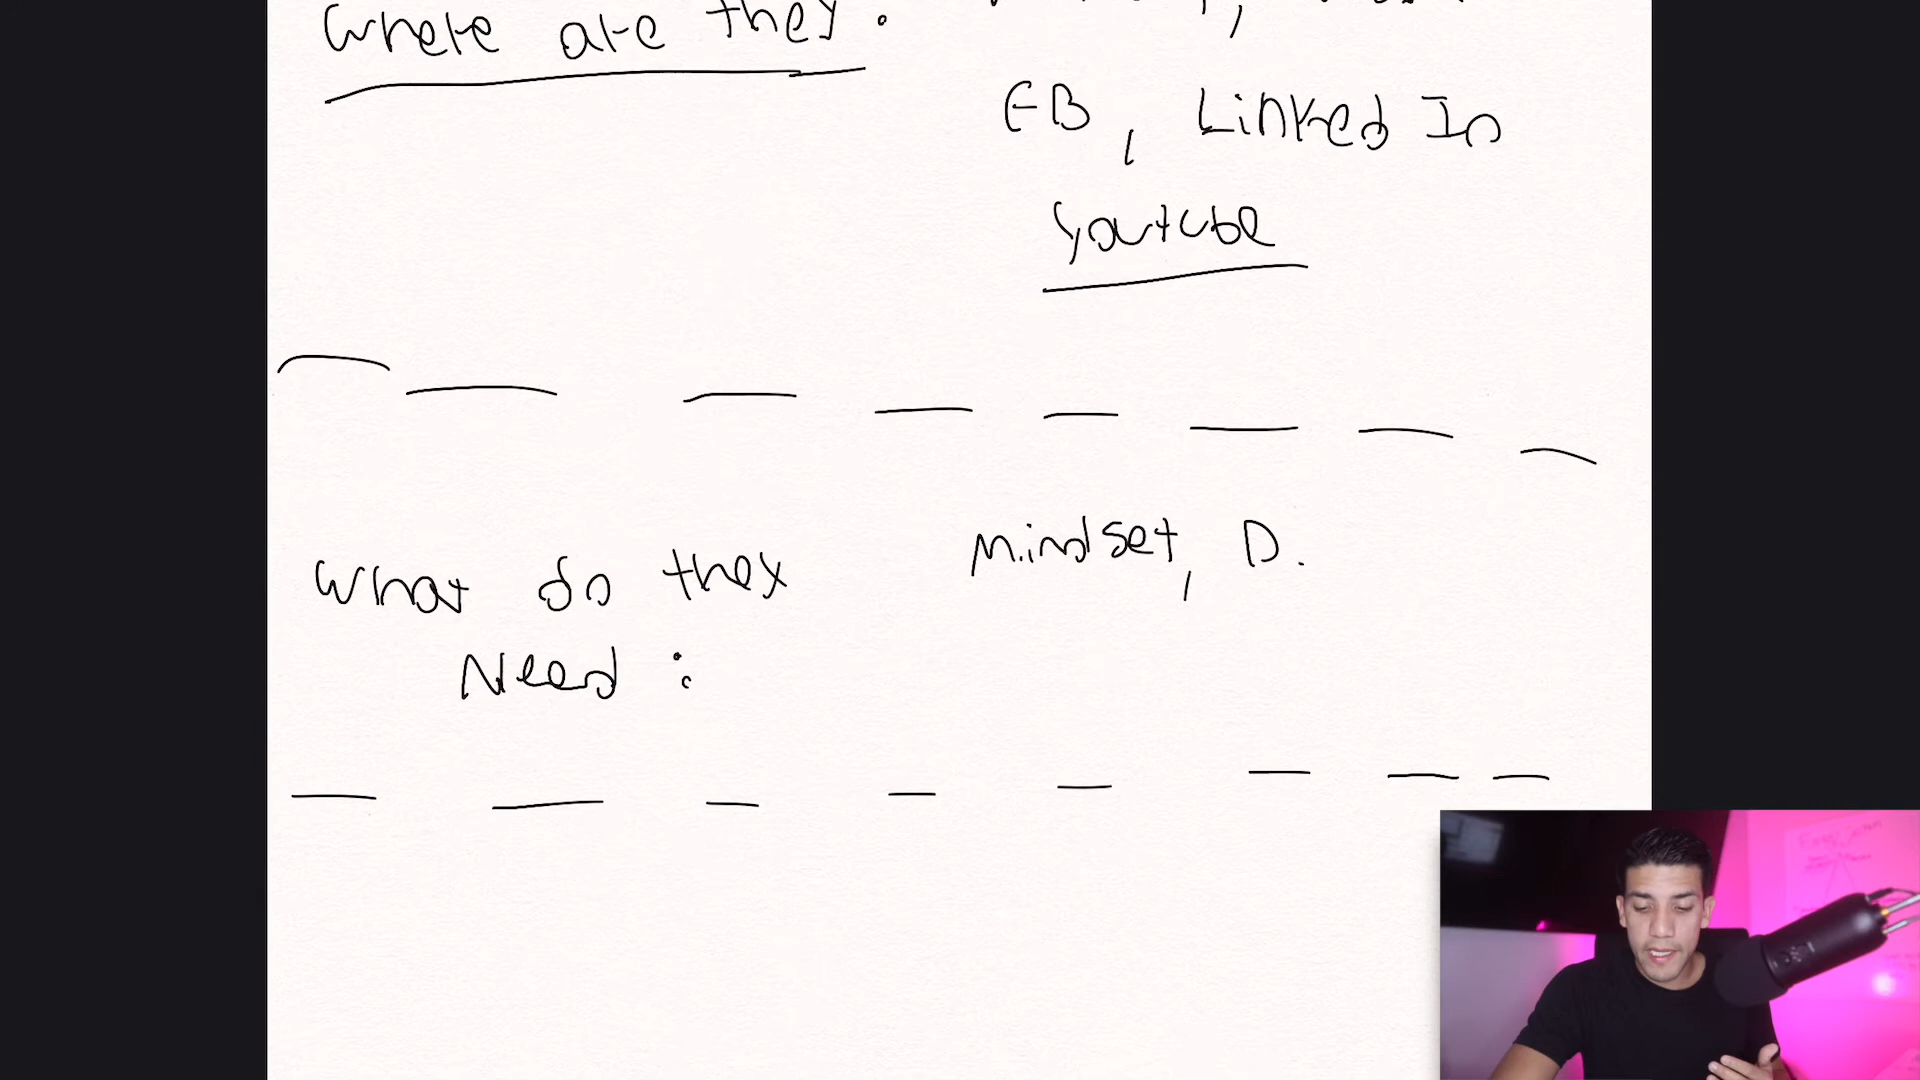 where are they:
FB, Linked In
Youtube
Mindset, D.
What do they
Need :